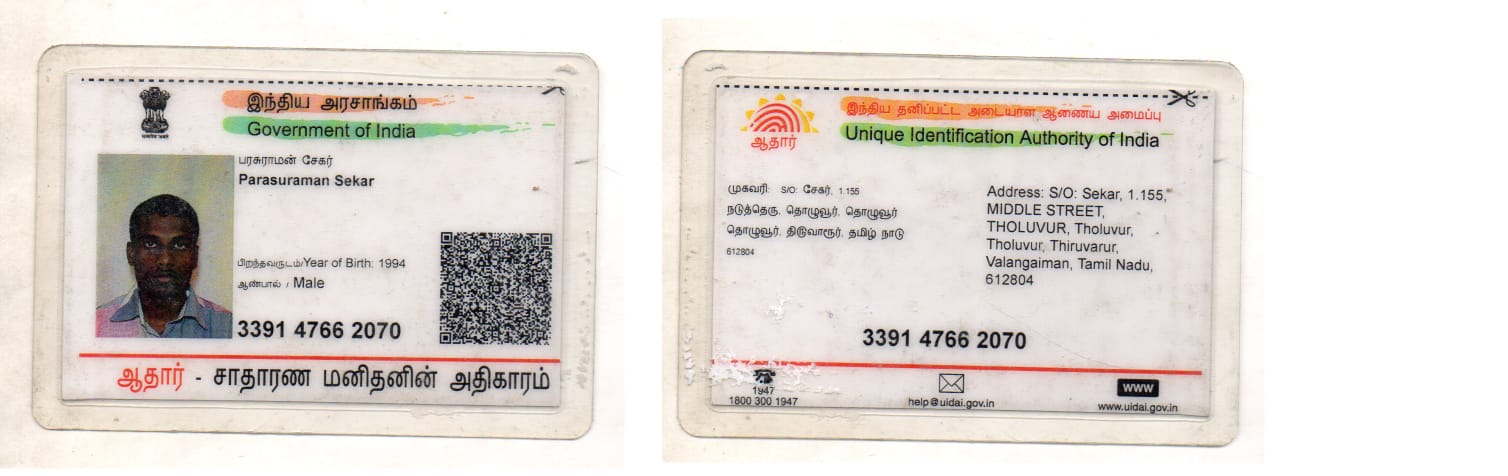 இந்திய அரசாங்கம்
Government of India
பரசுராமன் சேகர்
Parasuraman Sekar
பிறந்தவருடம்/Year of Birth: 1994
ஆண்பால் / Male
3391 4766 2070
ஆதார் - சாதாரண மனிதனின் அதிகாரம்
இந்திய தனிப்பட்ட அடையாள ஆணைய அமைப்பு
Unique Identification Authority of India
ஆதார்
முகவரி: S/O: சேகர், 1.155
நடுத்தெரு, தொழுவூர், தொழுவூர்
தொழுவூர், திருவாரூர், தமிழ் நாடு
612804
Address: S/O: Sekar, 1.155,
MIDDLE STREET,
THOLUVUR, Tholuvur,
Tholuvur, Thiruvarur,
Valangaiman, Tamil Nadu,
612804
3391 4766 2070
1947
1800 300 1947
help@uidai.gov.in
www
www.uidai.gov.in